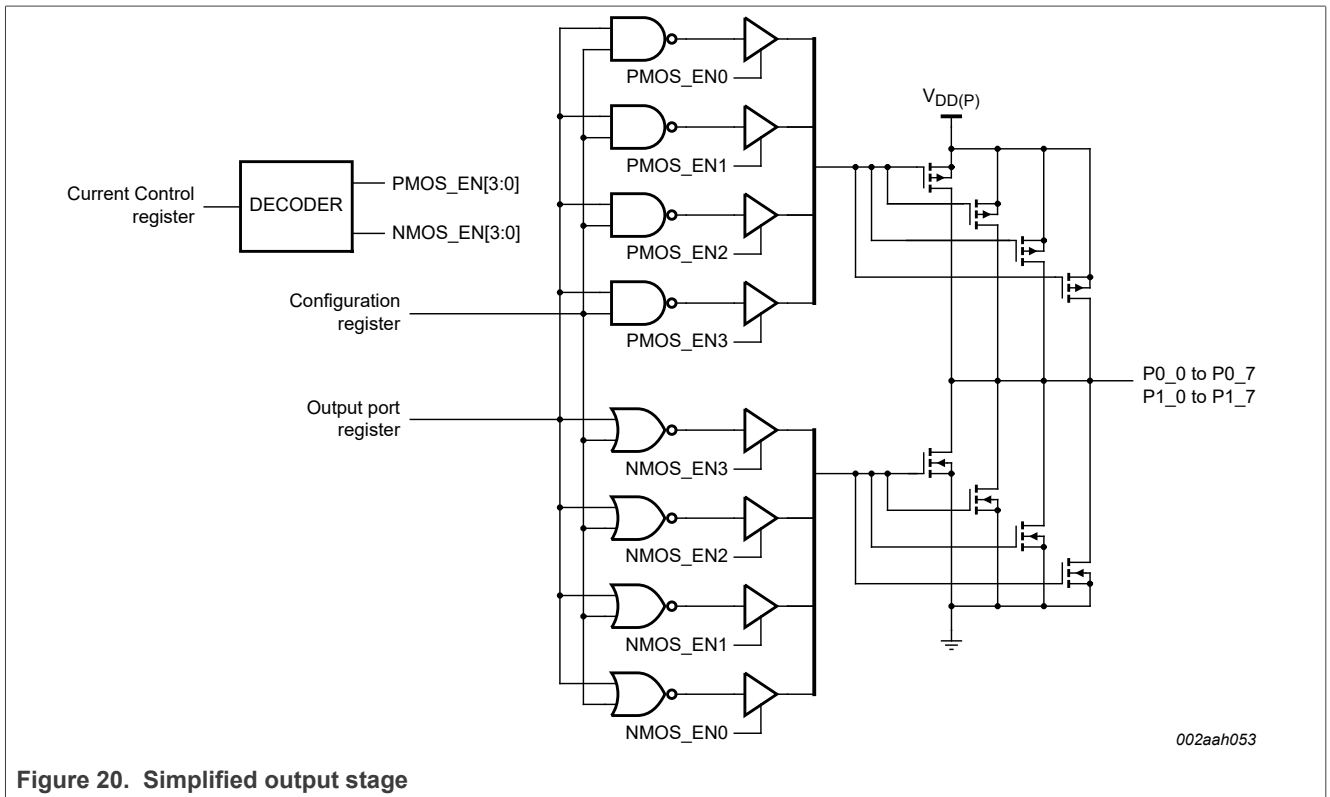 PMOS_EN0
VDD(P)
PMOS_EN1
Current Control
register
DECODER
PMOS_EN[3:0]
NMOS_EN[3:0]
PMOS_EN2
Configuration
register
PMOS_EN3
P0_0 to P0_7
P1_0 to P1_7
Output port
register
NMOS_EN3
NMOS_EN2
NMOS_EN1
NMOS_EN0
002aah053
Figure 20. Simplified output stage